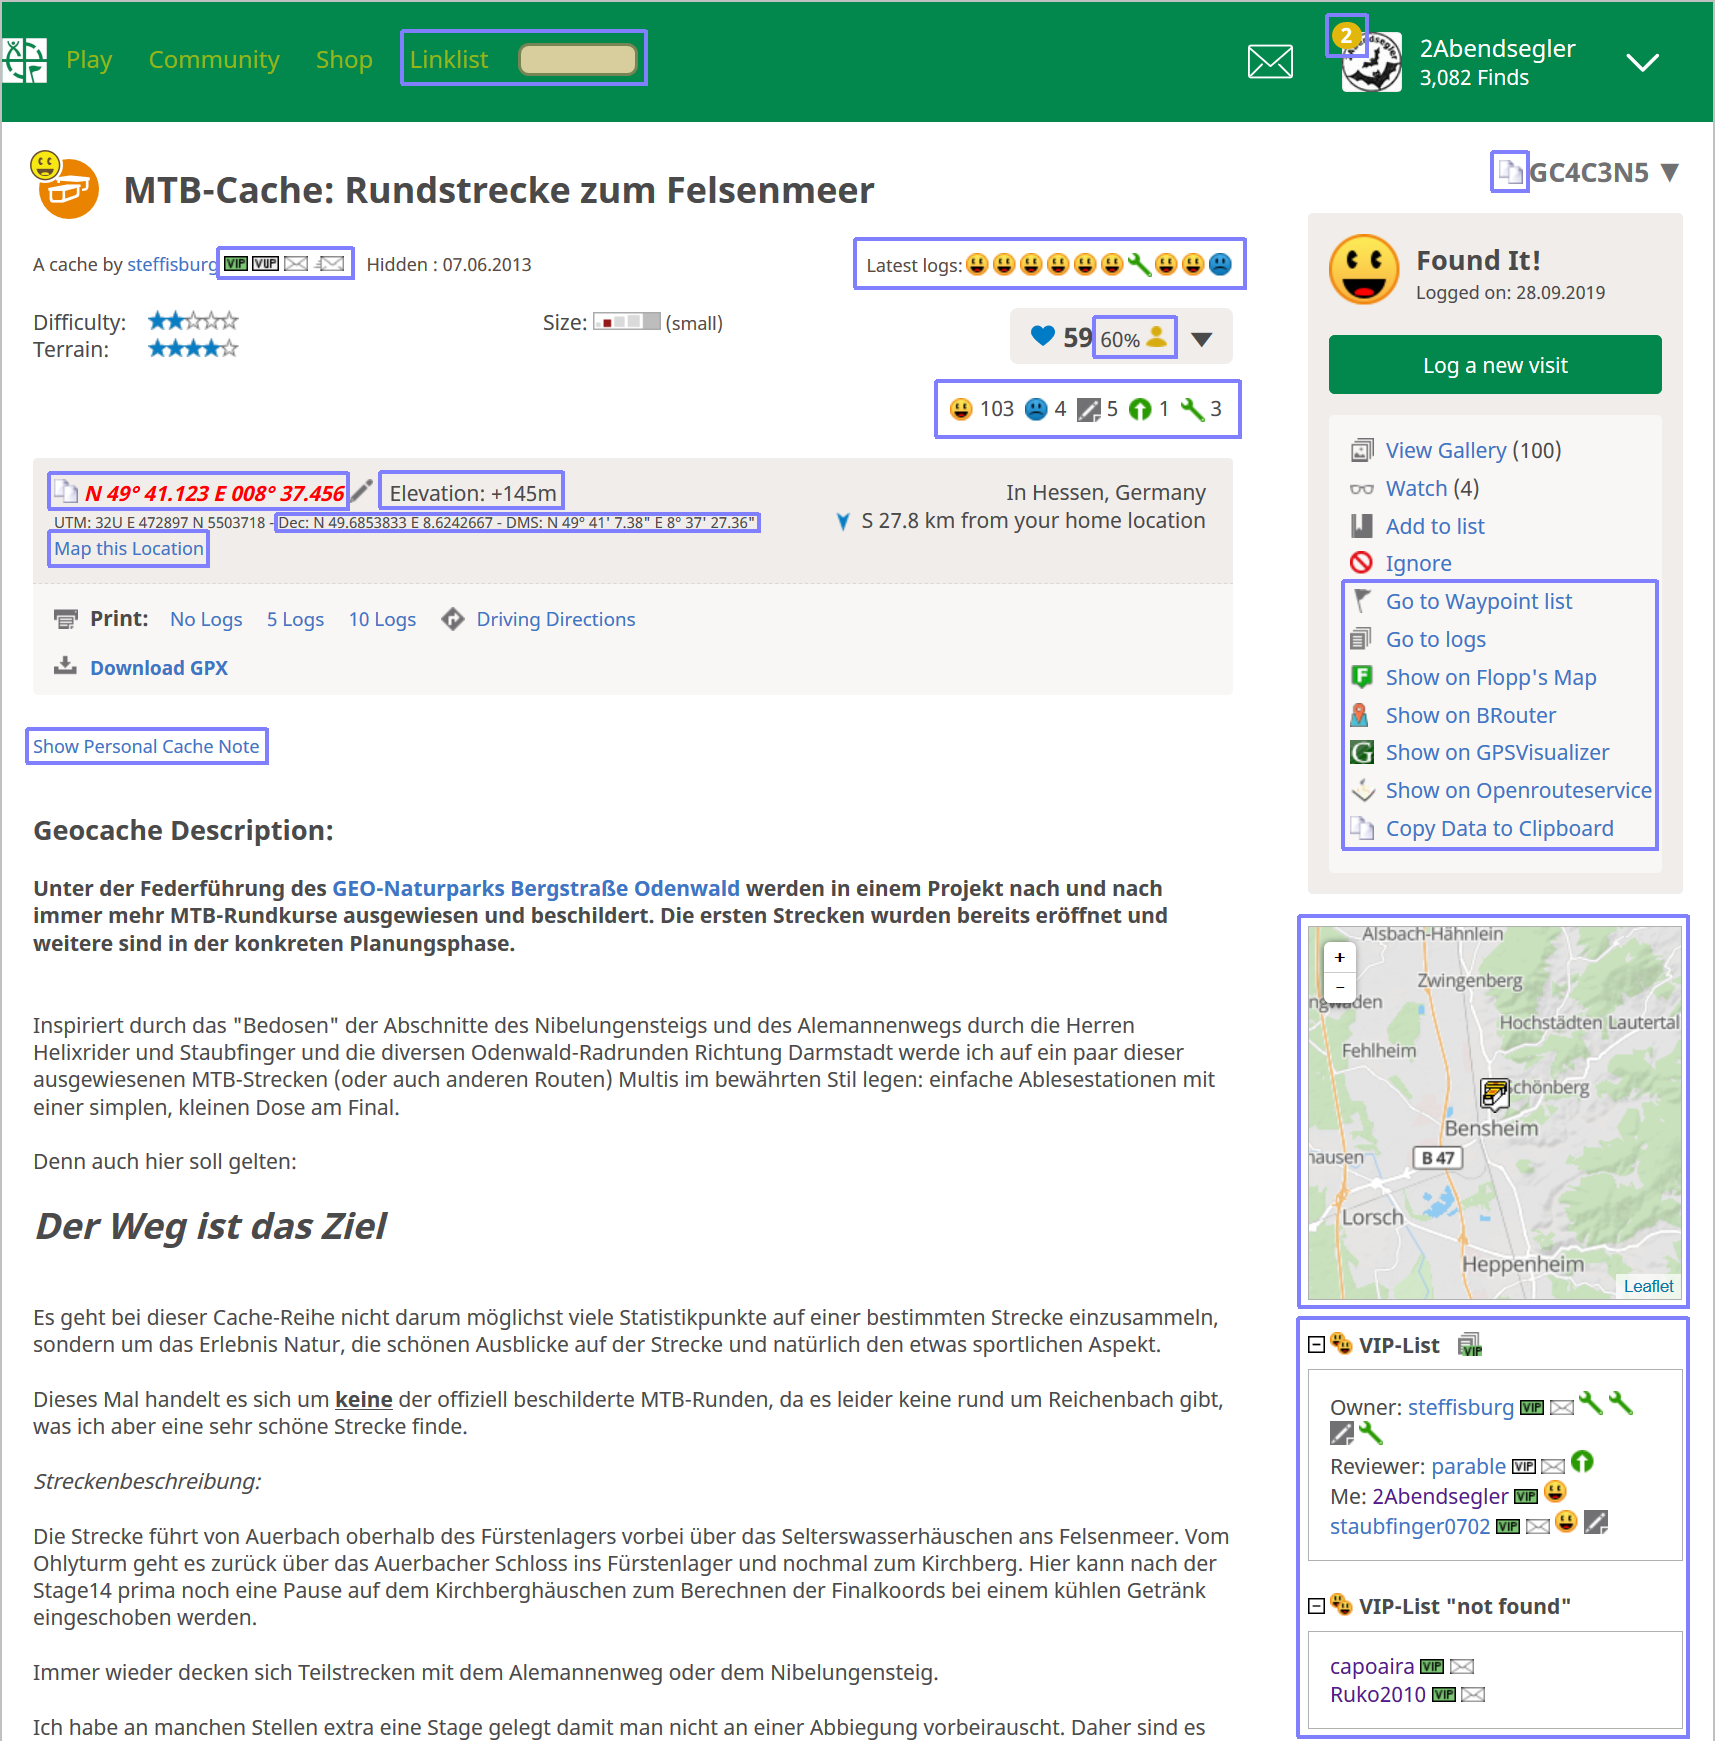 Play Community Shop Linklist
2
2Abendsegler
3,082 Finds
MTB-Cache: Rundstrecke zum Felsenmeer
GC4C3N5 ▼
A cache by steffisburg VIP VUP Hidden : 07.06.2013
Latest logs:
Difficulty:
Size: (small)
Terrain:
59 60%
103 4 5 1 3
Found It!
Logged on: 28.09.2019
Log a new visit
View Gallery (100)
Watch (4)
Add to list
Ignore
Go to Waypoint list
Go to logs
Show on Flopp's Map
Show on BRouter
Show on GPSVisualizer
Show on Openrouteservice
Copy Data to Clipboard
N 49° 41.123 E 008° 37.456 Elevation: +145m
In Hessen, Germany
UTM: 32U E 472897 N 5503718 - Dec: N 49.6853833 E 8.6242667 - DMS: N 49° 41' 7.38" E 8° 37' 27.36"
S 27.8 km from your home location
Map this Location
Print: No Logs 5 Logs 10 Logs Driving Directions
Download GPX
Show Personal Cache Note
Geocache Description:
Unter der Federführung des GEO-Naturparks Bergstraße Odenwald werden in einem Projekt nach und nach
immer mehr MTB-Rundkurse ausgewiesen und beschildert. Die ersten Strecken wurden bereits eröffnet und
weitere sind in der konkreten Planungsphase.
Inspiriert durch das "Bedosen" der Abschnitte des Nibelungensteigs und des Alemannenwegs durch die Herren
Helixrider und Staubfinger und die diversen Odenwald-Radrunden Richtung Darmstadt werde ich auf ein paar dieser
ausgewiesenen MTB-Strecken (oder auch anderen Routen) Multis im bewährten Stil legen: einfache Ablesestationen mit
einer simplen, kleinen Dose am Final.
Denn auch hier soll gelten:
Der Weg ist das Ziel
Es geht bei dieser Cache-Reihe nicht darum möglichst viele Statistikpunkte auf einer bestimmten Strecke einzusammeln,
sondern um das Erlebnis Natur, die schönen Ausblicke auf der Strecke und natürlich den etwas sportlichen Aspekt.
Dieses Mal handelt es sich um keine der offiziell beschilderte MTB-Runden, da es leider keine rund um Reichenbach gibt,
was ich aber eine sehr schöne Strecke finde.
Streckenbeschreibung:
Die Strecke führt von Auerbach oberhalb des Fürstenlagers vorbei über das Selterswasserhäuschen ans Felsenmeer. Vom
Ohlyturm geht es zurück über das Auerbacher Schloss ins Fürstenlager und nochmal zum Kirchberg. Hier kann nach der
Stage14 prima noch eine Pause auf dem Kirchberghäuschen zum Berechnen der Finalkoords bei einem kühlen Getränk
eingeschoben werden.
Immer wieder decken sich Teilstrecken mit dem Alemannenweg oder dem Nibelungensteig.
Ich habe an manchen Stellen extra eine Stage gelegt damit man nicht an einer Abbiegung vorbeirauscht. Daher sind es
Alsbach-Hähnlein
+
−
Zwingenberg
Hochstädten Lautertal
Fehlheim
Schönberg
Bensheim
hausen
B 47
Lorsch
Heppenheim
Leaflet
VIP-List VIP
Owner: steffisburg VIP
Reviewer: parable VIP
Me: 2Abendsegler VIP
staubfinger0702 VIP
VIP-List "not found"
capoaira VIP
Ruko2010 VIP